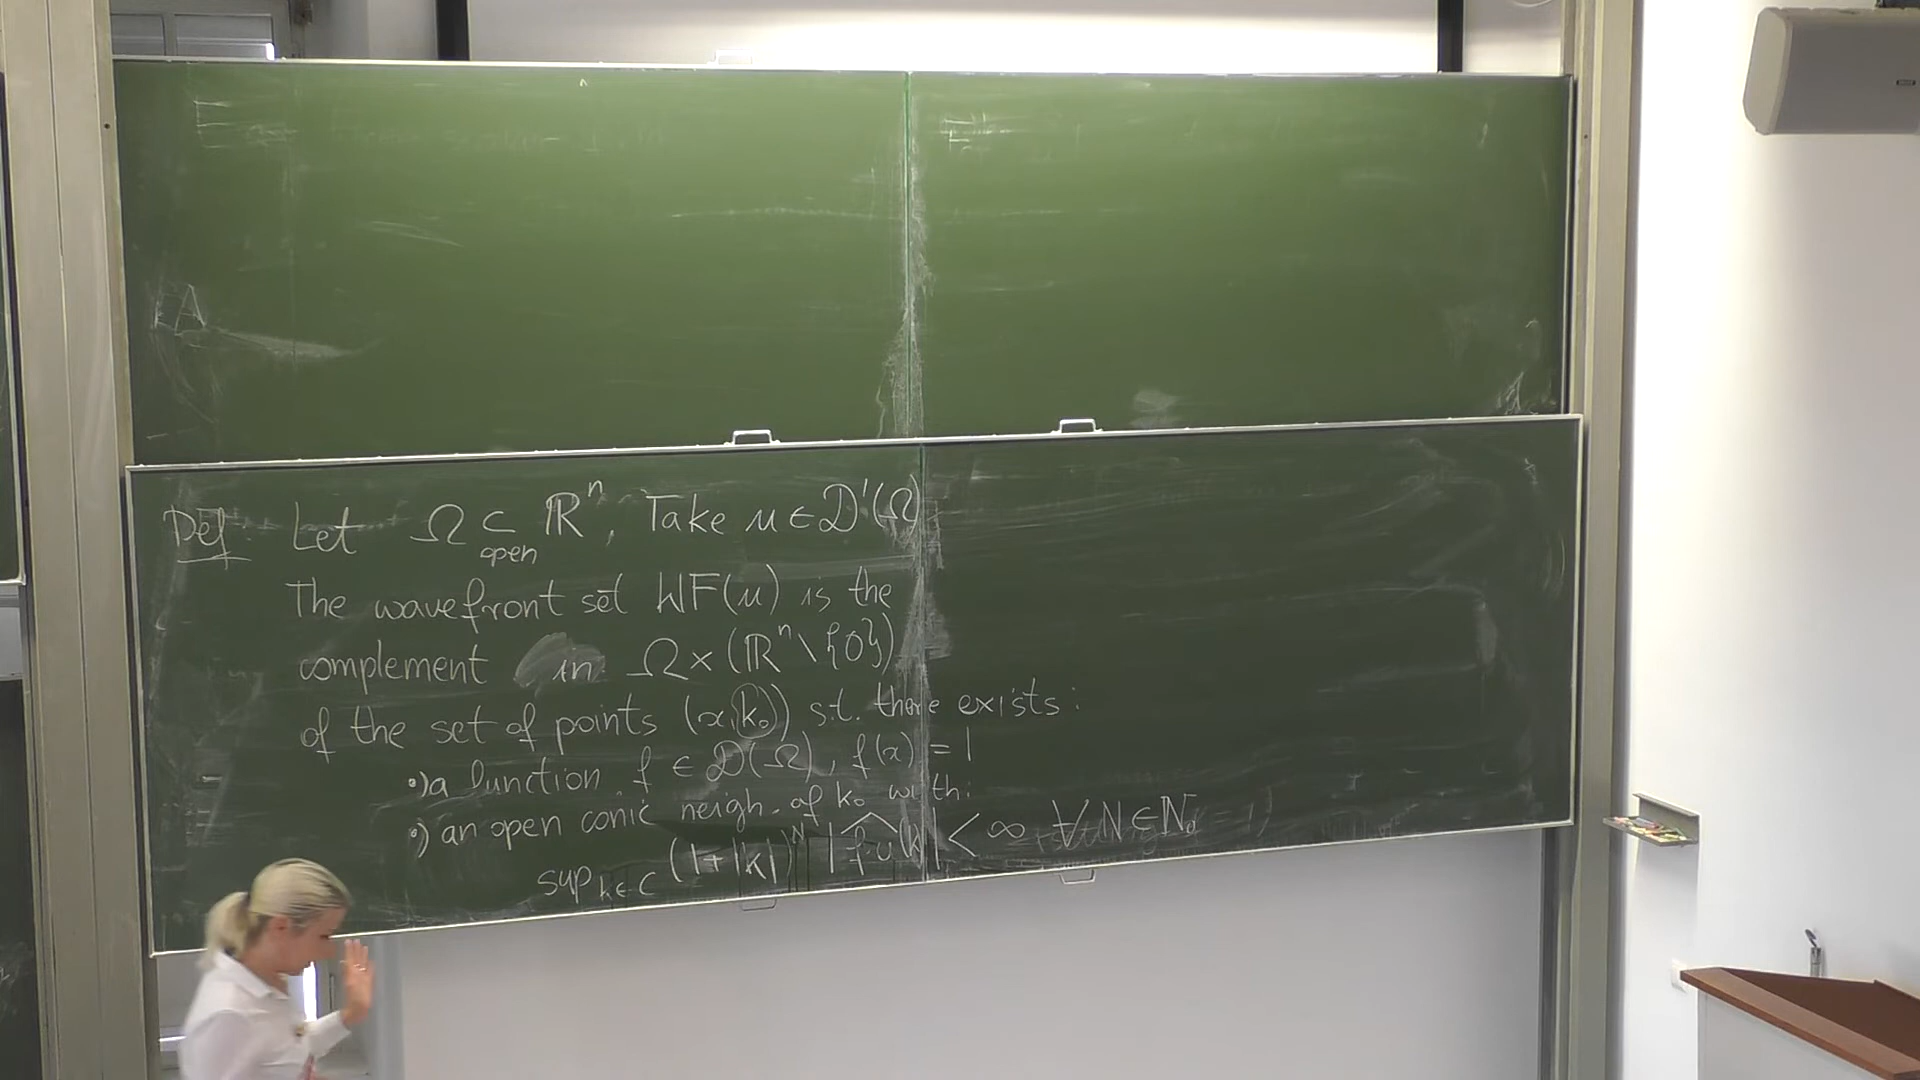 Def. Let Ω ⊂ ℝⁿ, Take u ∈ 𝒟'(Ω)
open
The wavefront set WF(u) is the
complement in Ω × (ℝⁿ \ {0})
of the set of points (x, k₀) s.t. there exists:
•) a function f ∈ 𝒟(Ω), f(x) = 1
•) an open conic neigh. of k₀ with:
sup_{k∈C} (1+|k|)^N |\widehat{f·u}(k)| < ∞ ∀ N ∈ ℕ₀